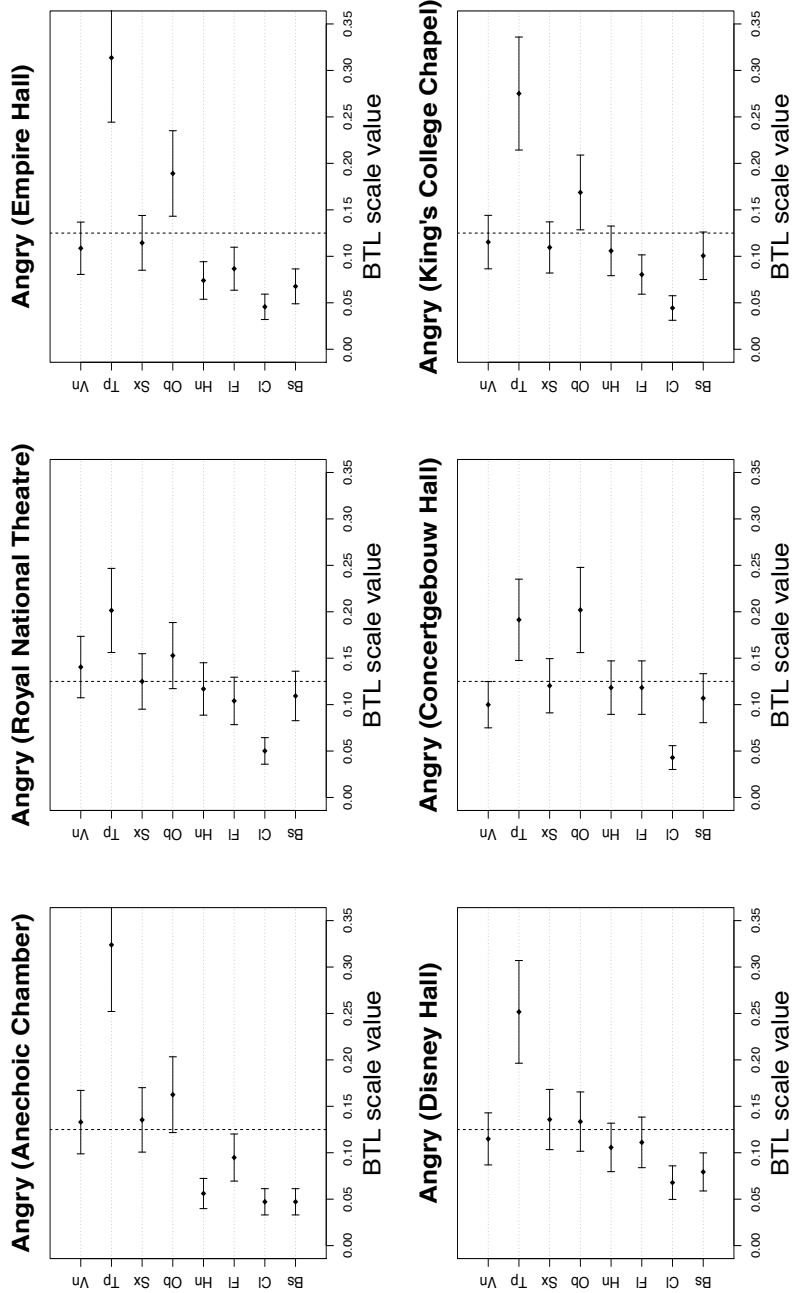 Angry (Anechoic Chamber)
Vn
Tp
Sx
Ob
Hn
Fl
Cl
Bs
0.00 0.05 0.10 0.15 0.20 0.25 0.30 0.35
BTL scale value
Angry (Royal National Theatre)
Vn
Tp
Sx
Ob
Hn
Fl
Cl
Bs
0.00 0.05 0.10 0.15 0.20 0.25 0.30 0.35
BTL scale value
Angry (Empire Hall)
Vn
Tp
Sx
Ob
Hn
Fl
Cl
Bs
0.00 0.05 0.10 0.15 0.20 0.25 0.30 0.35
BTL scale value
Angry (Disney Hall)
Vn
Tp
Sx
Ob
Hn
Fl
Cl
Bs
0.00 0.05 0.10 0.15 0.20 0.25 0.30 0.35
BTL scale value
Angry (Concertgebouw Hall)
Vn
Tp
Sx
Ob
Hn
Fl
Cl
Bs
0.00 0.05 0.10 0.15 0.20 0.25 0.30 0.35
BTL scale value
Angry (King's College Chapel)
Vn
Tp
Sx
Ob
Hn
Fl
Cl
Bs
0.00 0.05 0.10 0.15 0.20 0.25 0.30 0.35
BTL scale value